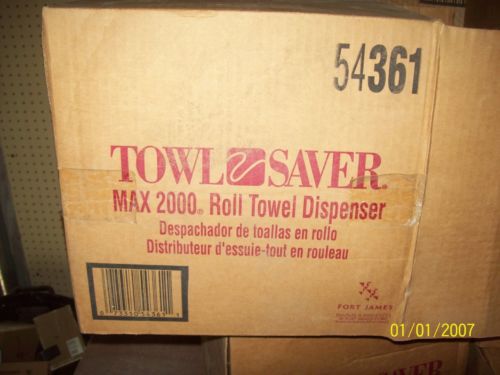 54361
TOWL SAVER®
MAX 2000® Roll Towel Dispenser
Despachador de toallas en rollo
Distributeur d'essuie-tout en rouleau
FORT JAMES
01/01/2007
SAVER